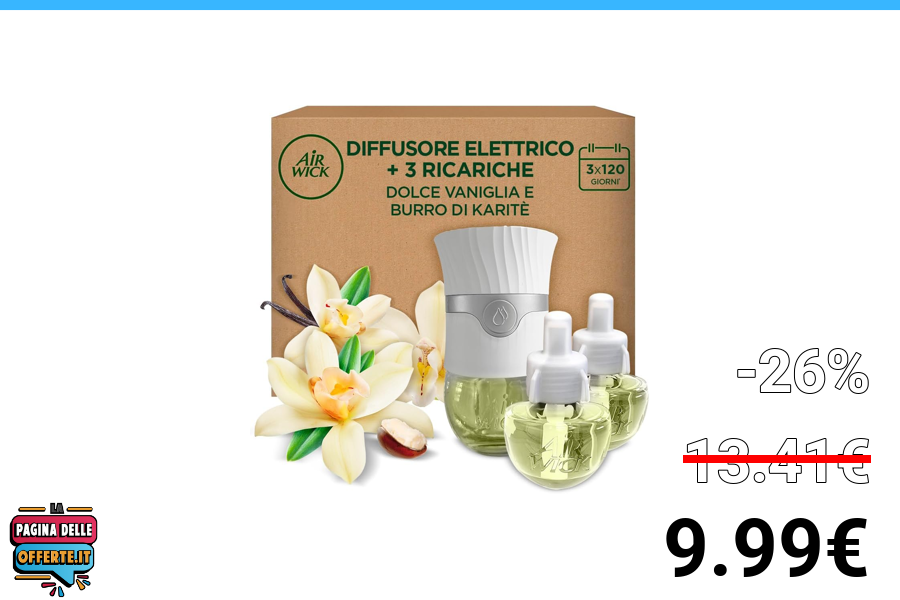 AiR
WICK
DIFFUSORE ELETTRICO
+ 3 RICARICHE
DOLCE VANIGLIA E
BURRO DI KARITÈ
3x120
GIORNI*
-26%
13.41€
9.99€
LA
PAGINA DELLE
OFFERTE.IT